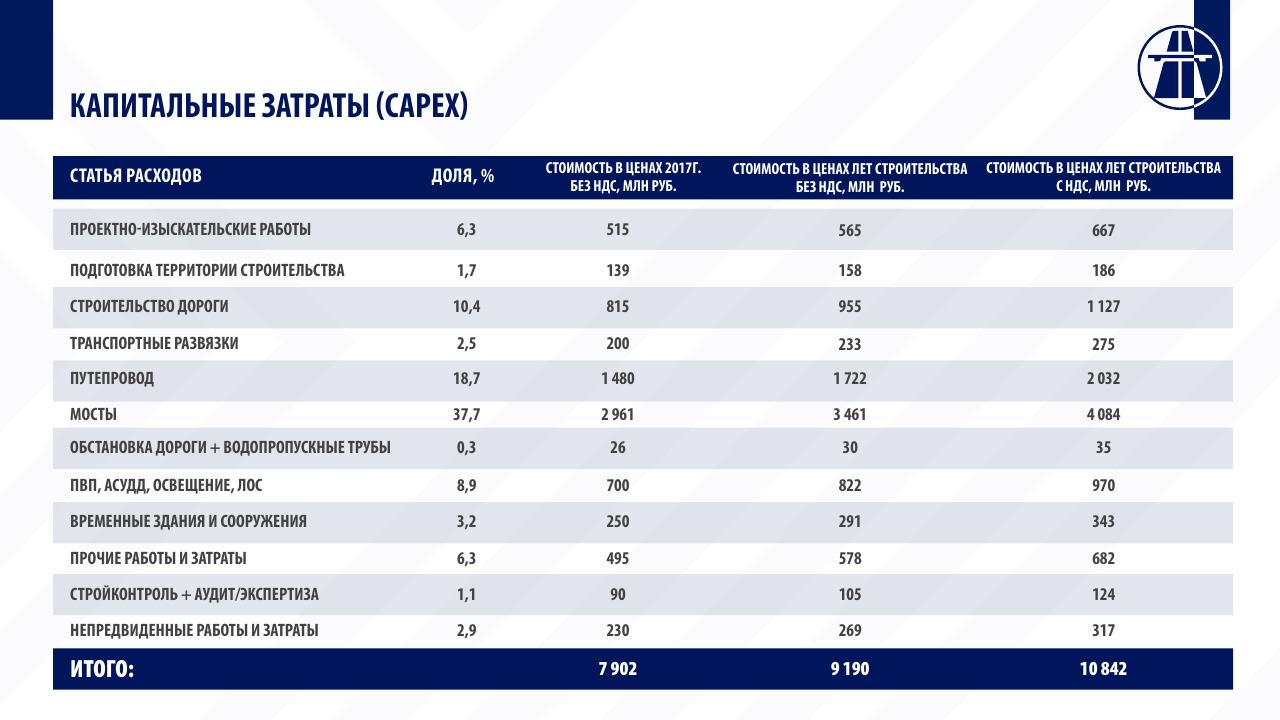 КАПИТАЛЬНЫЕ ЗАТРАТЫ (CAPEX)
СТАТЬЯ РАСХОДОВ ДОЛЯ, % СТОИМОСТЬ В ЦЕНАХ 2017Г. СТОИМОСТЬ В ЦЕНАХ ЛЕТ СТРОИТЕЛЬСТВА СТОИМОСТЬ В ЦЕНАХ ЛЕТ СТРОИТЕЛЬСТВА
БЕЗ НДС, МЛН РУБ. БЕЗ НДС, МЛН РУБ. С НДС, МЛН РУБ.
ПРОЕКТНО-ИЗЫСКАТЕЛЬСКИЕ РАБОТЫ 6,3 515 565 667
ПОДГОТОВКА ТЕРРИТОРИИ СТРОИТЕЛЬСТВА 1,7 139 158 186
СТРОИТЕЛЬСТВО ДОРОГИ 10,4 815 955 1 127
ТРАНСПОРТНЫЕ РАЗВЯЗКИ 2,5 200 233 275
ПУТЕПРОВОД 18,7 1 480 1 722 2 032
МОСТЫ 37,7 2 961 3 461 4 084
ОБСТАНОВКА ДОРОГИ + ВОДОПРОПУСКНЫЕ ТРУБЫ 0,3 26 30 35
ПВП, АСУДД, ОСВЕЩЕНИЕ, ЛОС 8,9 700 822 970
ВРЕМЕННЫЕ ЗДАНИЯ И СООРУЖЕНИЯ 3,2 250 291 343
ПРОЧИЕ РАБОТЫ И ЗАТРАТЫ 6,3 495 578 682
СТРОЙКОНТРОЛЬ + АУДИТ/ЭКСПЕРТИЗА 1,1 90 105 124
НЕПРЕДВИДЕННЫЕ РАБОТЫ И ЗАТРАТЫ 2,9 230 269 317
ИТОГО: 7 902 9 190 10 842